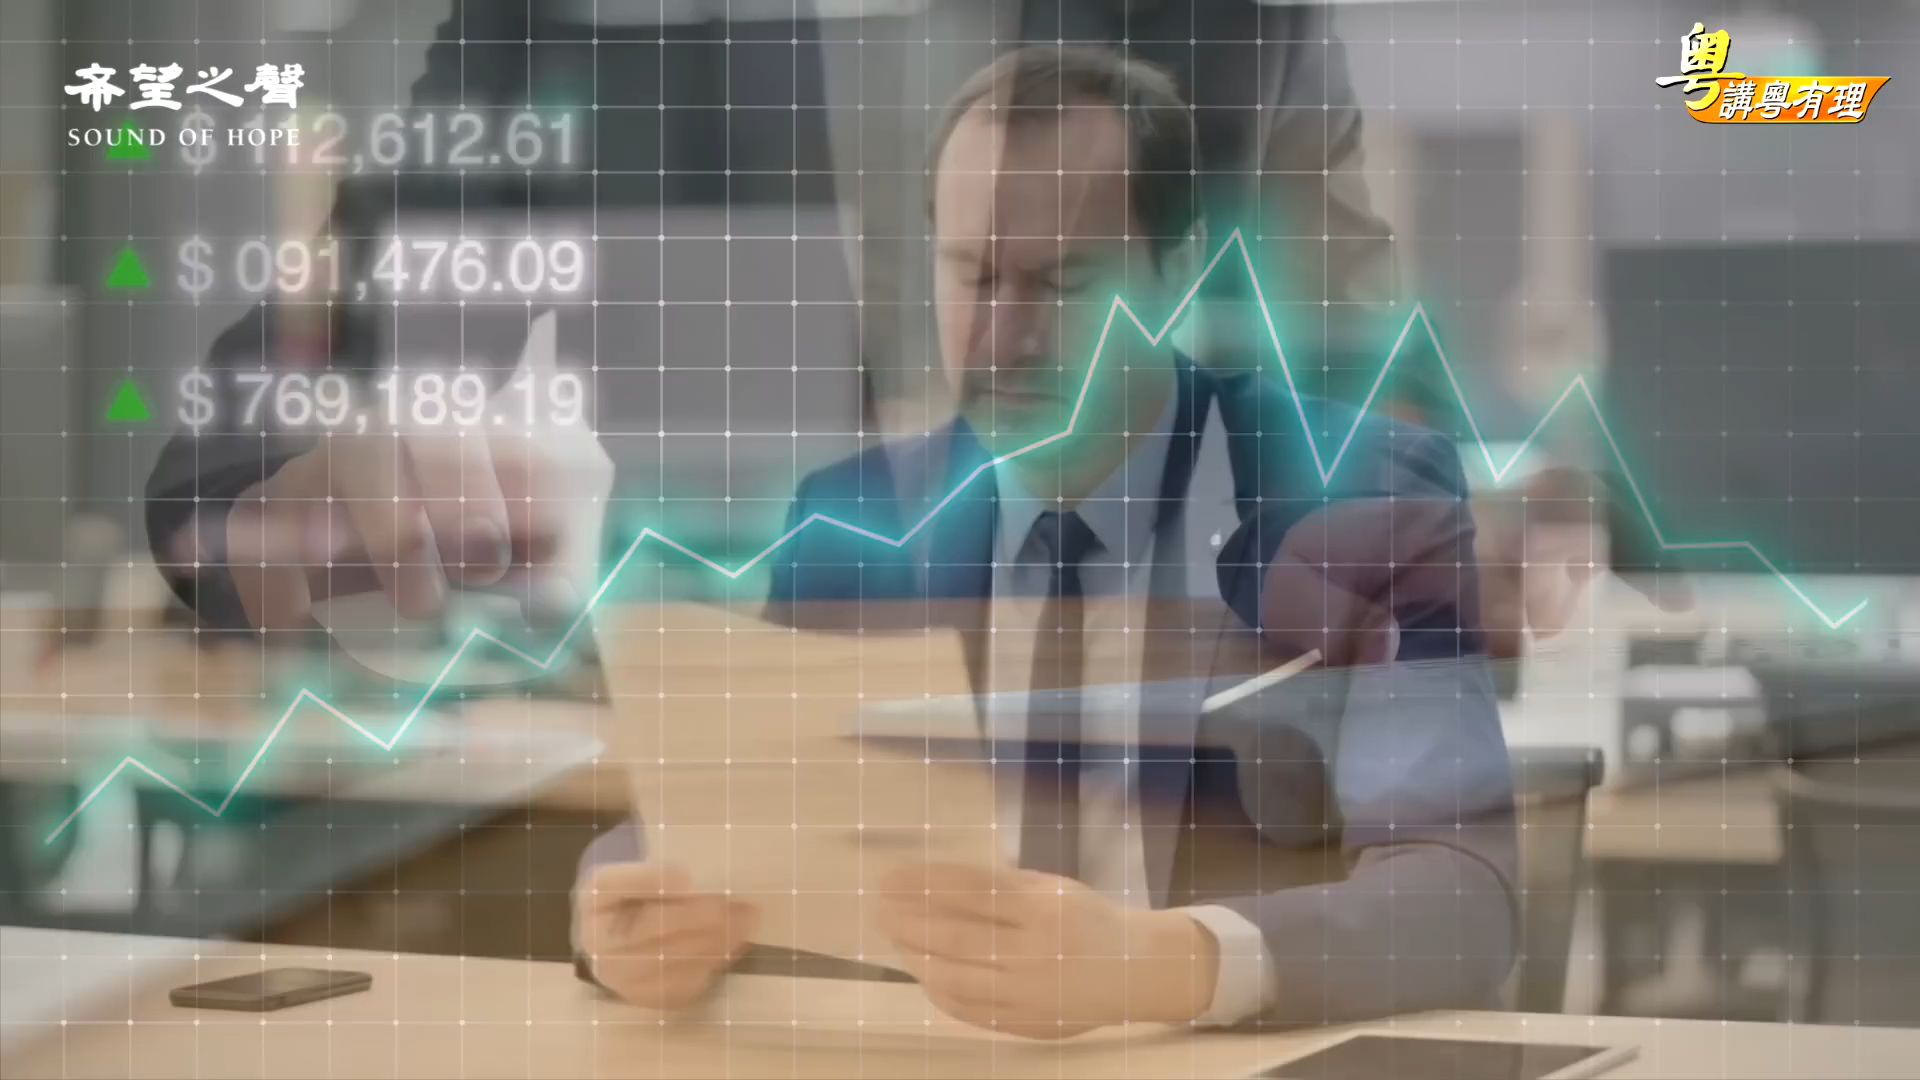 希望之聲
SOUND OF HOPE
粵講粵有理
$ 112,612.61
$ 091,476.09
$ 769,189.19